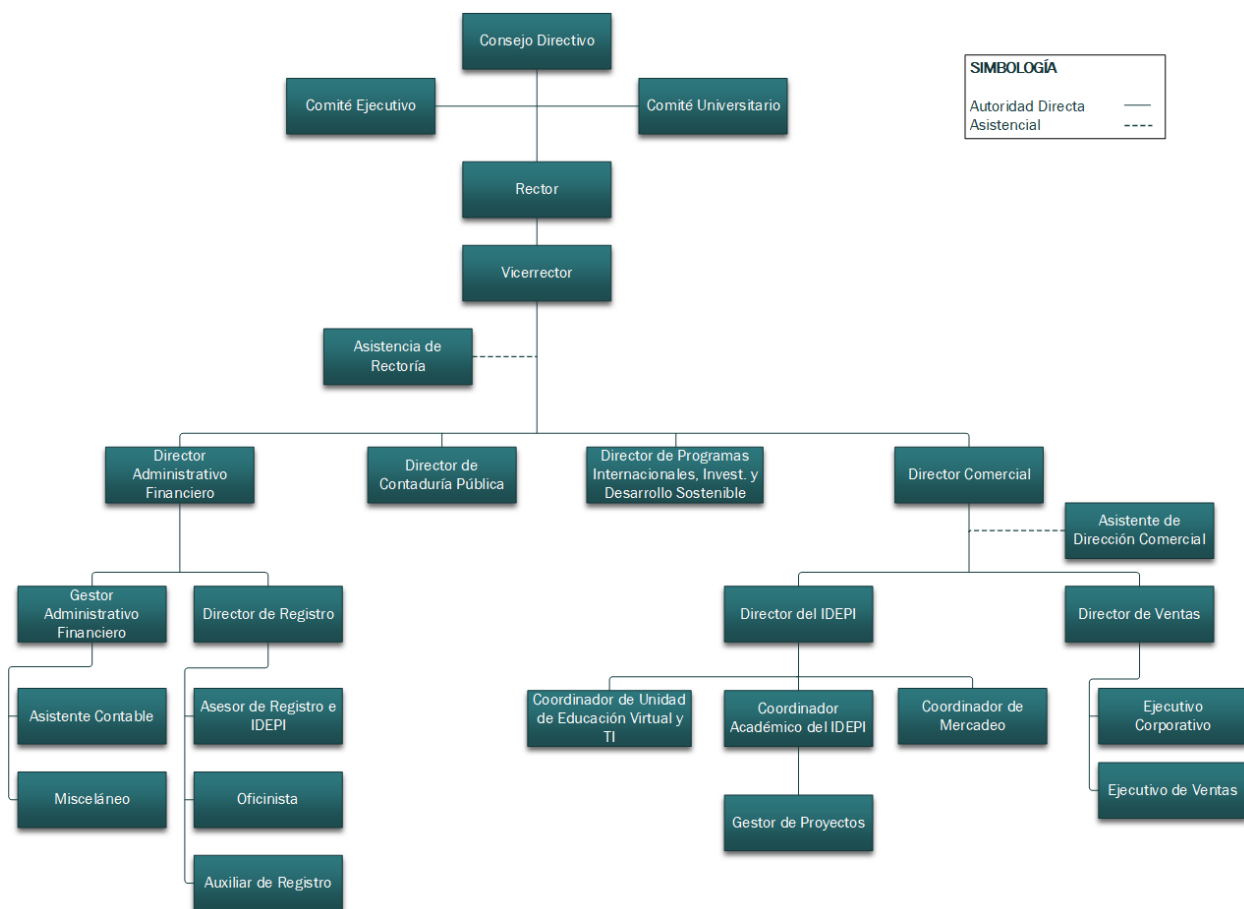 Consejo Directivo
SIMBOLOGÍA
Autoridad Directa
Asistencial
Comité Ejecutivo
Comité Universitario
Rector
Vicerrector
Asistencia de
Rectoría
Director
Administrativo
Financiero
Director de
Contaduría Pública
Director de Programas
Internacionales, Invest. y
Desarrollo Sostenible
Director Comercial
Asistente de
Dirección Comercial
Gestor
Administrativo
Financiero
Director de Registro
Director del IDEPI
Director de Ventas
Asistente Contable
Asesor de Registro e
IDEPI
Coordinador de Unidad
de Educación Virtual y
TI
Coordinador
Académico del IDEPI
Coordinador de
Mercadeo
Ejecutivo
Corporativo
Misceláneo
Oficinista
Gestor de Proyectos
Ejecutivo de Ventas
Auxiliar de Registro